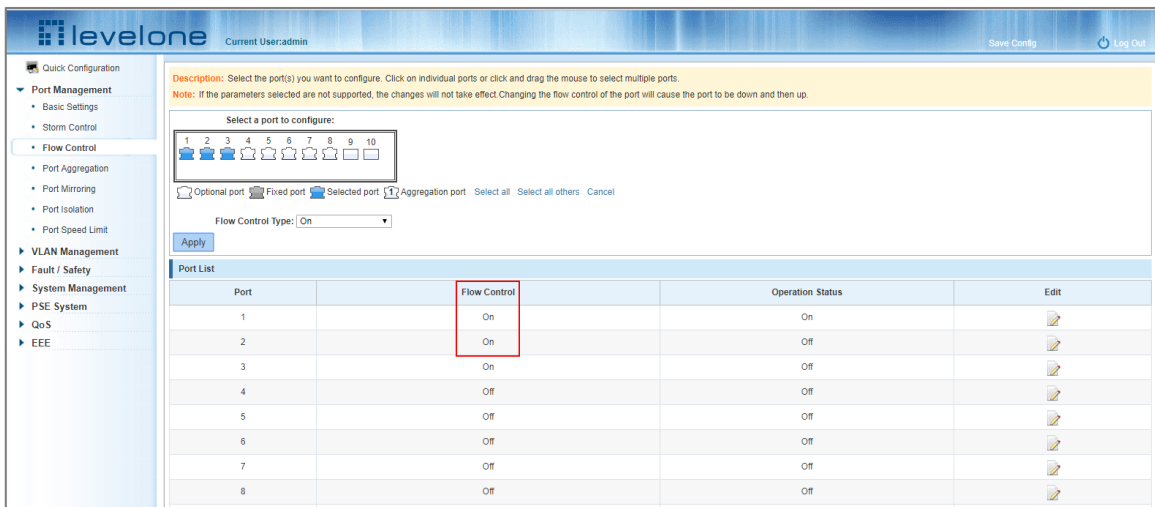 levelone Current User:admin Save Config Log Out
Quick Configuration
Port Management
Basic Settings
Storm Control
Flow Control
Port Aggregation
Port Mirroring
Port Isolation
Port Speed Limit
VLAN Management
Fault / Safety
System Management
PSE System
QoS
EEE
Description: Select the port(s) you want to configure. Click on individual ports or click and drag the mouse to select multiple ports.
Note: If the parameters selected are not supported, the changes will not take effect.Changing the flow control of the port will cause the port to be down and then up.
Select a port to configure:
1 2 3 4 5 6 7 8 9 10
Optional port Fixed port Selected port 1 Aggregation port Select all Select all others Cancel
Flow Control Type: On
Apply
Port List
Port Flow Control Operation Status Edit
1 On On
2 On Off
3 On Off
4 Off Off
5 Off Off
6 Off Off
7 Off Off
8 Off Off